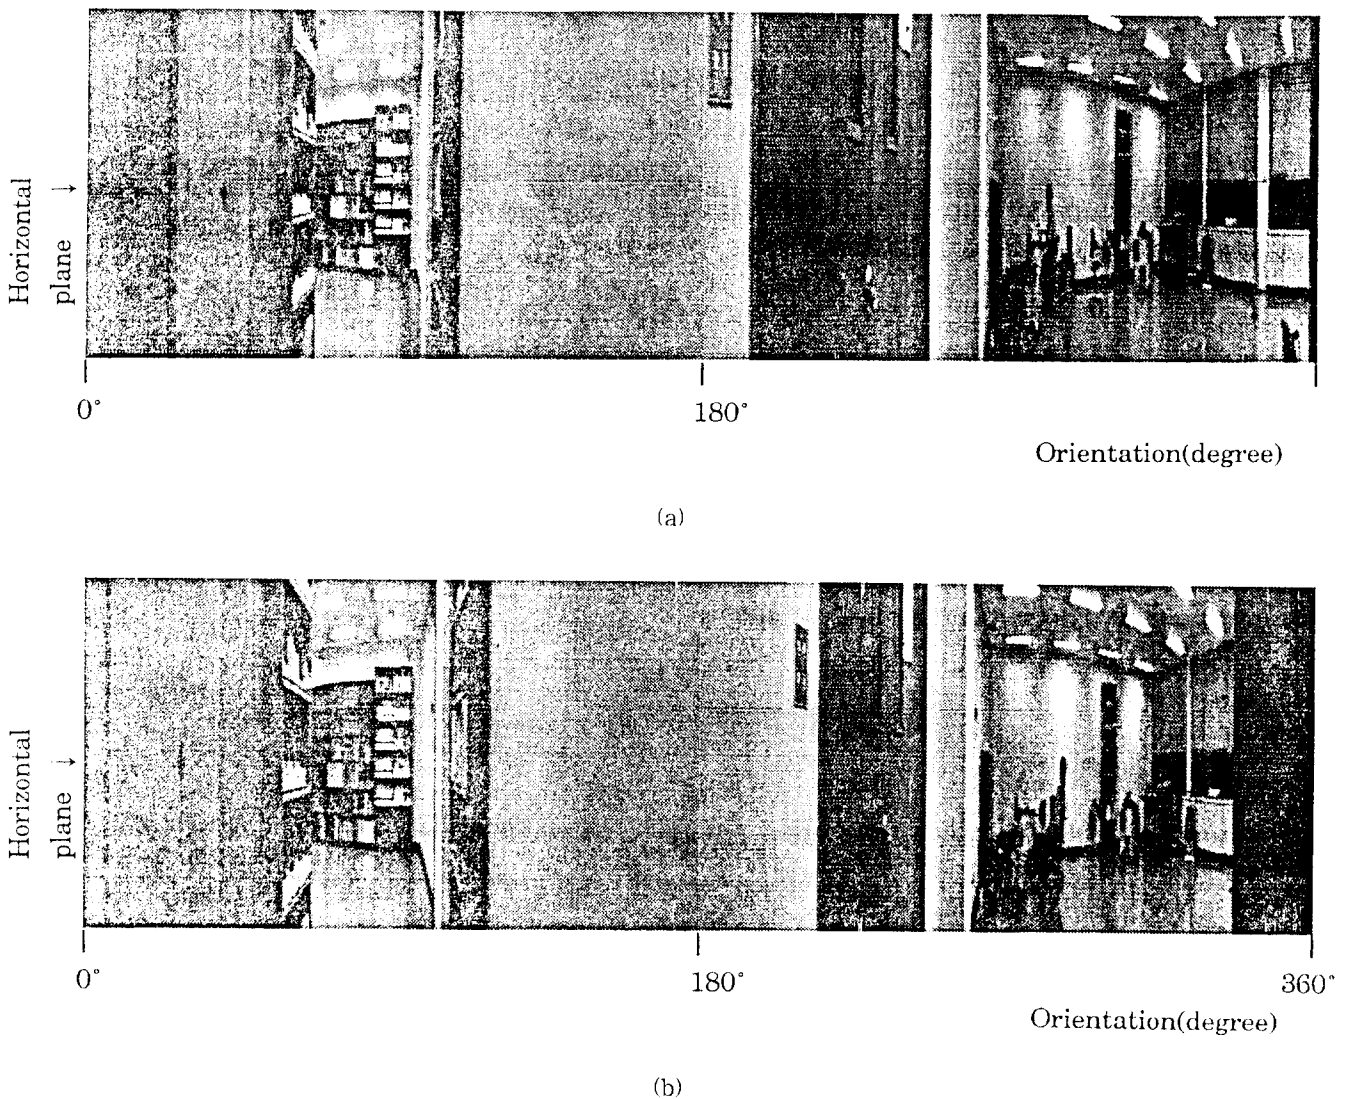 Horizontal
plane →
0° 180°
Orientation(degree)
(a)
Horizontal
plane →
0° 180° 360°
Orientation(degree)
(b)